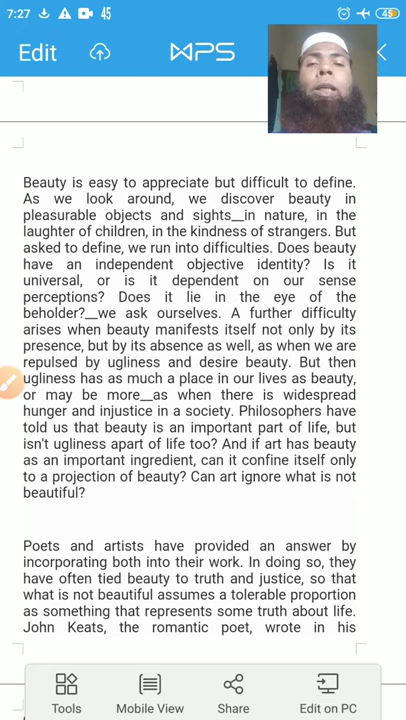 7:27 45 45
Edit WPS
Beauty is easy to appreciate but difficult to define.
As we look around, we discover beauty in
pleasurable objects and sights__in nature, in the
laughter of children, in the kindness of strangers. But
asked to define, we run into difficulties. Does beauty
have an independent objective identity? Is it
universal, or is it dependent on our sense
perceptions? Does it lie in the eye of the
beholder?__we ask ourselves. A further difficulty
arises when beauty manifests itself not only by its
presence, but by its absence as well, as when we are
repulsed by ugliness and desire beauty. But then
ugliness has as much a place in our lives as beauty,
or may be more__as when there is widespread
hunger and injustice in a society. Philosophers have
told us that beauty is an important part of life, but
isn't ugliness apart of life too? And if art has beauty
as an important ingredient, can it confine itself only
to a projection of beauty? Can art ignore what is not
beautiful?
Poets and artists have provided an answer by
incorporating both into their work. In doing so, they
have often tied beauty to truth and justice, so that
what is not beautiful assumes a tolerable proportion
as something that represents some truth about life.
John Keats, the romantic poet, wrote in his
Tools Mobile View Share Edit on PC